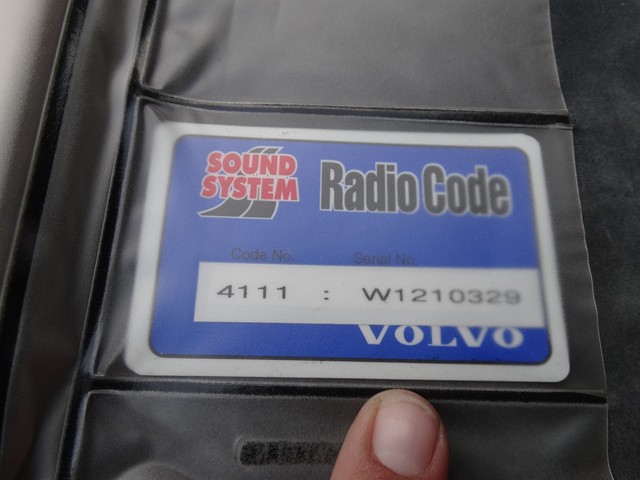 SOUND
SYSTEM
Radio Code
Code No. Serial No.
4111 : W1210329
VOLVO